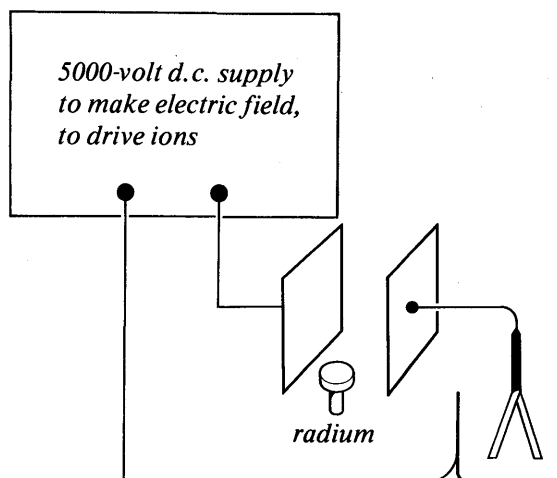 5000-volt d.c. supply
to make electric field,
to drive ions
radium